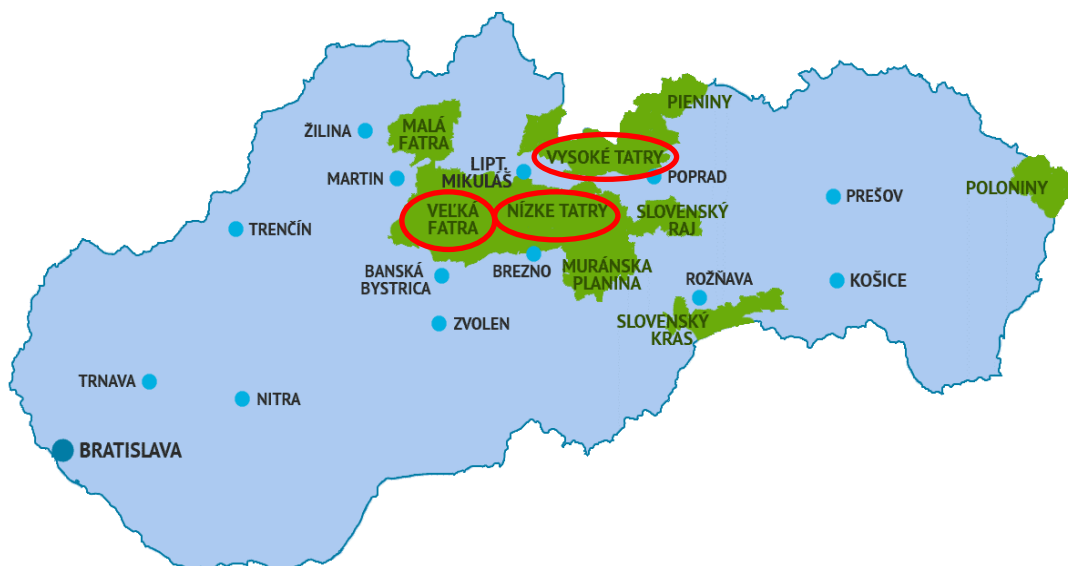 PIENINY
MALÁ
FATRA
ŽILINA
VYSOKÉ TATRY
LIPT.
MIKULÁŠ
MARTIN
POPRAD
POLONINY
PREŠOV
VEĽKÁ
FATRA
NÍZKE TATRY
SLOVENSKÝ
RAJ
TRENČÍN
BANSKÁ
BYSTRICA
BREZNO
MURÁNSKA
PLANINA
ROŽŇAVA
KOŠICE
ZVOLEN
SLOVENSKÝ
KRAS
TRNAVA
NITRA
BRATISLAVA